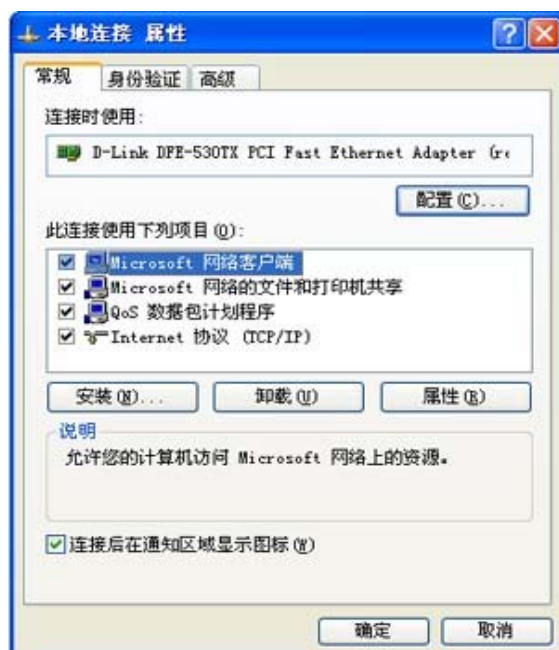 本地连接 属性
常规 身份验证 高级
连接时使用:
D-Link DFE-530TX PCI Fast Ethernet Adapter (re
配置(C)...
此连接使用下列项目(O):
Microsoft 网络客户端
Microsoft 网络的文件和打印机共享
QoS 数据包计划程序
Internet 协议 (TCP/IP)
安装(N)... 卸载(U) 属性(R)
说明
允许您的计算机访问 Microsoft 网络上的资源。
连接后在通知区域显示图标(W)
确定 取消